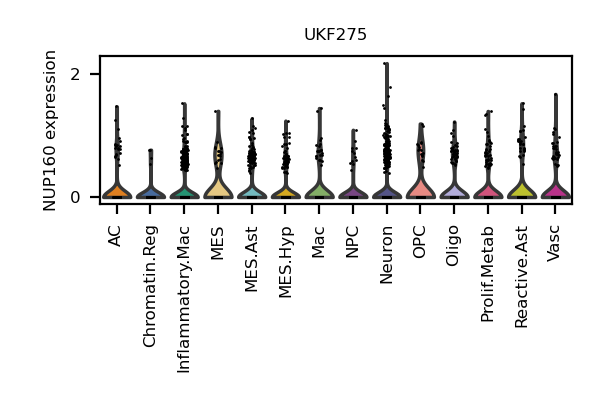 UKF275
NUP160 expression
2
0
AC
Chromatin.Reg
Inflammatory.Mac
MES
MES.Ast
MES.Hyp
Mac
NPC
Neuron
OPC
Oligo
Prolif.Metab
Reactive.Ast
Vasc